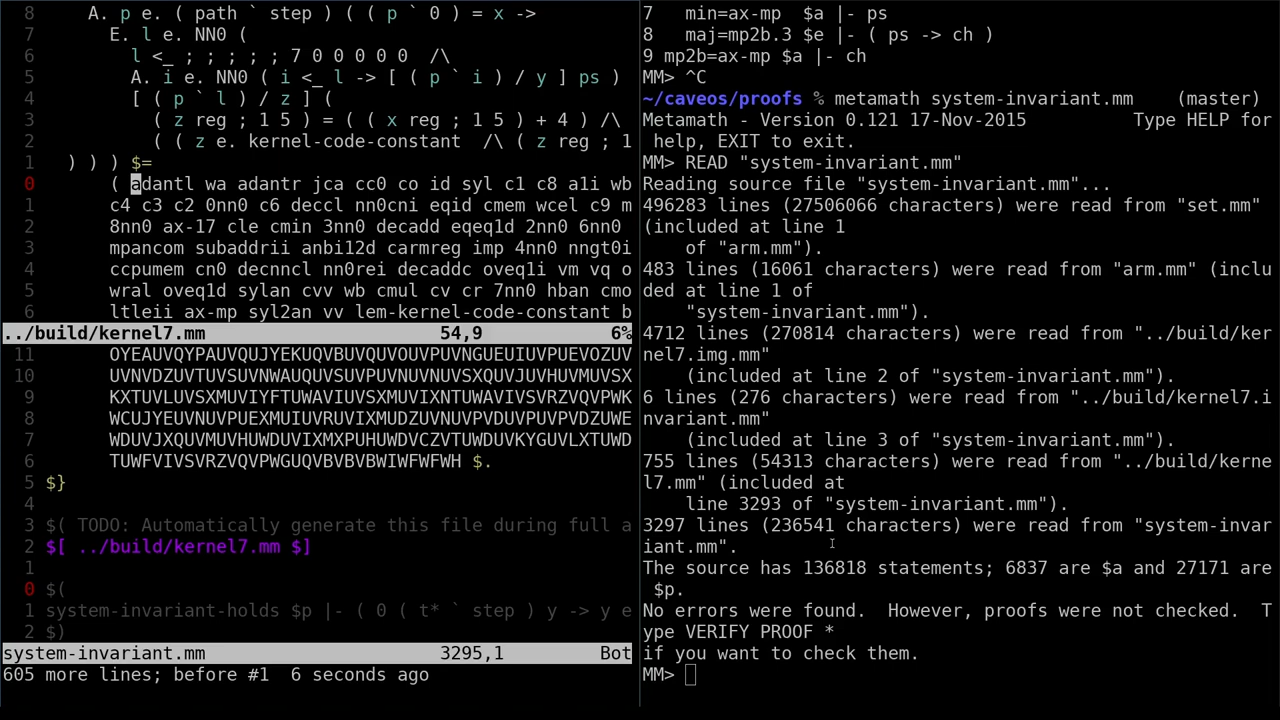 8     A. p e. ( path ` step ) ( ( p ` 0 ) = x ->
7       E. l e. NN0 (
6         l <_ ; ; ; ; ; 7 0 0 0 0 0  /\
5         A. i e. NN0 ( i <_ l -> [ ( p ` i ) / y ] ps )
4         [ ( p ` l ) / z ] (
3           ( z reg ; 1 5 ) = ( ( x reg ; 1 5 ) + 4 ) /\
2           ( ( z e. kernel-code-constant  /\ ( z reg ; 1
1   ) ) ) $=
0       ( adantl wa adantr jca cc0 co id syl c1 c8 a1i wb
1       c4 c3 c2 0nn0 c6 deccl nn0cni eqid cmem wcel c9 m
2       8nn0 ax-17 cle cmin 3nn0 decadd eqeq1d 2nn0 6nn0
3       mpancom subaddrii anbi12d carmreg imp 4nn0 nngt0i
4       ccpumem cn0 decnncl nn0rei decaddc oveq1i vm vq o
5       wral oveq1d sylan cvv wb cmul cv cr 7nn0 hban cmo
6       ltleii ax-mp syl2an vv lem-kernel-code-constant b
../build/kernel7.mm                    54,9             6%
11       OYEAUVQYPAUVQUJYEKUQVBUVQUVOUVPUVNGUEUIUVPUEVOZUV
10       UVNVDZUVTUVSUVNWAUQUVSUVPUVNUVNUVSXQUVJUVHUVMUVSX
9       KXTUVLUVSXMUVIYFTUWAVIUVSXMUVIXNTUWAVIVSVRZVQVPWK
8       WCUJYEUVNUVPUEXMUIUVRUVIXMUDZUVNUVPVDUVPUVPVDZUWE
7       WDUVJXQUVMUVHUWDUVIXMXPUHUWDVCZVTUWDUVKYGUVLXTUWD
6       TUWFVIVSVRZVQVPWGUQVBVBVBWIWFWFWH $.
5 $}
4
3 $( TODO: Automatically generate this file during full a
2 $[ ../build/kernel7.mm $]
1
0 $(
1 system-invariant-holds $p |- ( 0 ( t* ` step ) y -> y e
2 $)
system-invariant.mm                    3295,1           Bot
605 more lines; before #1  6 seconds ago
7   min=ax-mp  $a |- ps
8   maj=mp2b.3 $e |- ( ps -> ch )
9 mp2b=ax-mp $a |- ch
MM> ^C
~/caveos/proofs % metamath system-invariant.mm    (master)
Metamath - Version 0.121 17-Nov-2015          Type HELP for
 help, EXIT to exit.
MM> READ "system-invariant.mm"
Reading source file "system-invariant.mm"...
496283 lines (27506066 characters) were read from "set.mm"
(included at line 1
    of "arm.mm").
483 lines (16061 characters) were read from "arm.mm" (inclu
ded at line 1 of
    "system-invariant.mm").
4712 lines (270814 characters) were read from "../build/ker
nel7.img.mm"
    (included at line 2 of "system-invariant.mm").
6 lines (276 characters) were read from "../build/kernel7.i
nvariant.mm"
    (included at line 3 of "system-invariant.mm").
755 lines (54313 characters) were read from "../build/kerne
l7.mm" (included at
    line 3293 of "system-invariant.mm").
3297 lines (236541 characters) were read from "system-invar
iant.mm".
The source has 136818 statements; 6837 are $a and 27171 are
 $p.
No errors were found.  However, proofs were not checked.  T
ype VERIFY PROOF *
if you want to check them.
MM>